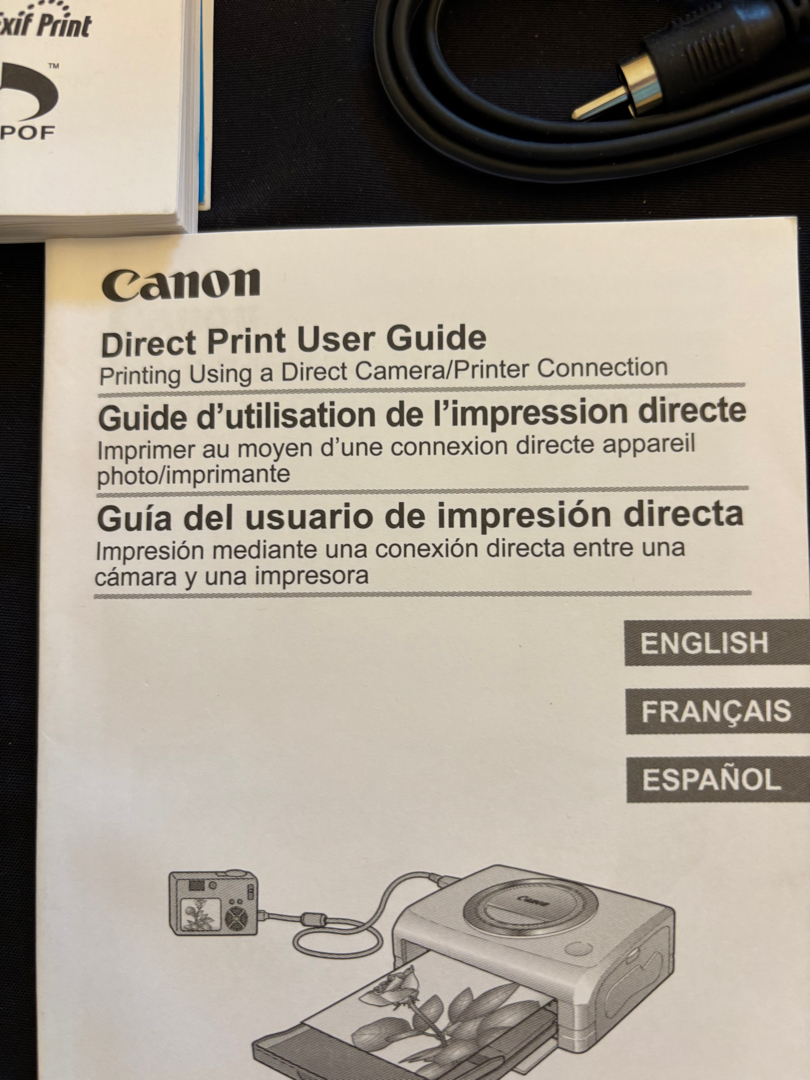 xif Print
TM
POF
Canon
Direct Print User Guide
Printing Using a Direct Camera/Printer Connection
Guide d'utilisation de l'impression directe
Imprimer au moyen d'une connexion directe appareil
photo/imprimante
Guía del usuario de impresión directa
Impresión mediante una conexión directa entre una
cámara y una impresora
ENGLISH
FRANÇAIS
ESPAÑOL
Canon